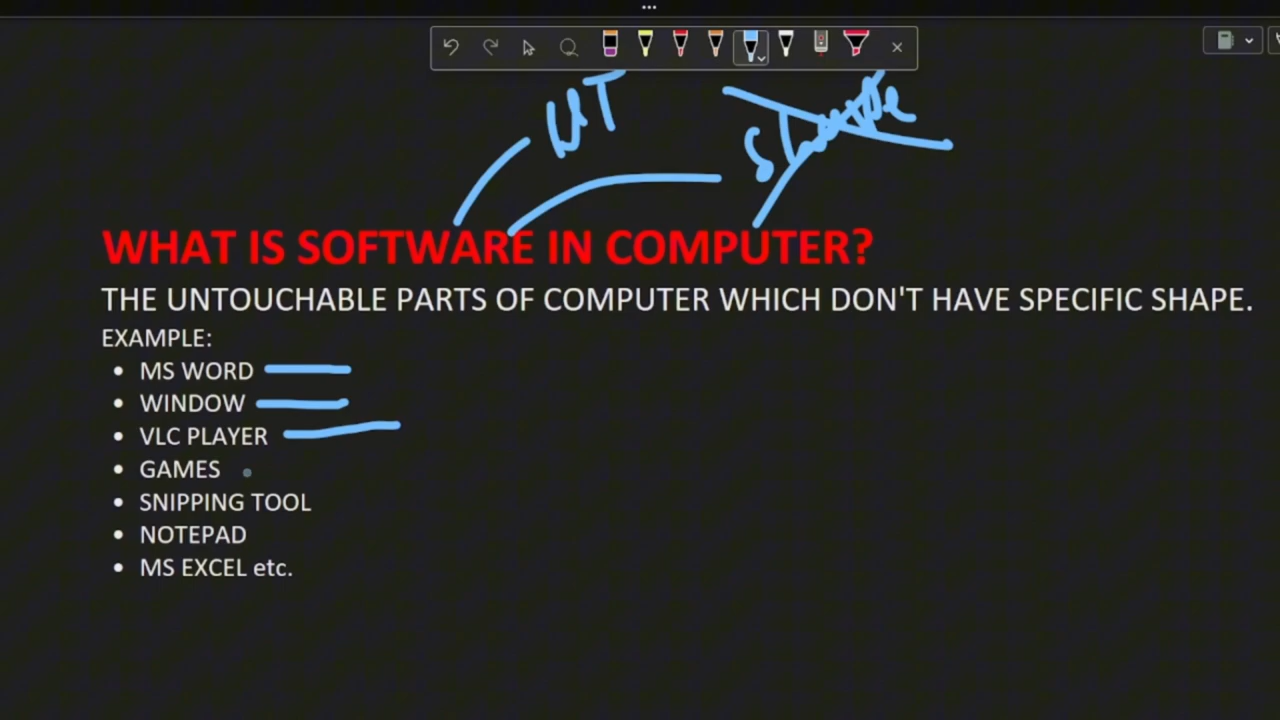 UT
shape
WHAT IS SOFTWARE IN COMPUTER?
THE UNTOUCHABLE PARTS OF COMPUTER WHICH DON'T HAVE SPECIFIC SHAPE.
EXAMPLE:
• MS WORD
• WINDOW
• VLC PLAYER
• GAMES
• SNIPPING TOOL
• NOTEPAD
• MS EXCEL etc.